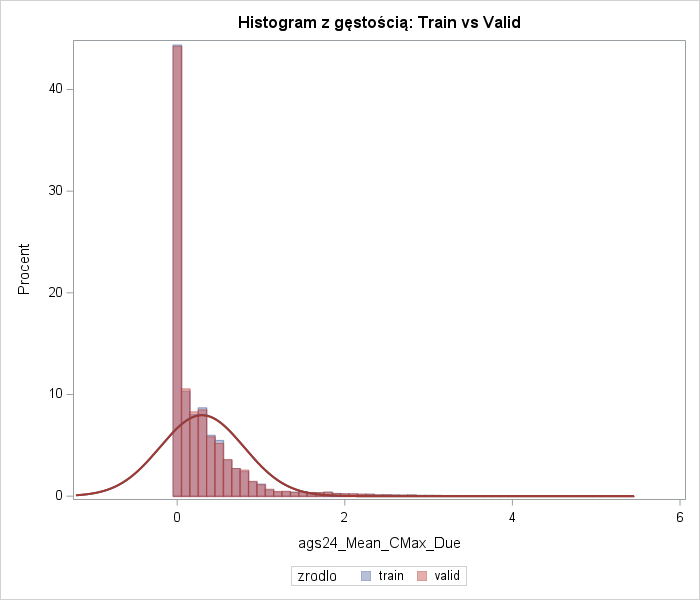 Histogram z gęstością: Train vs Valid
40
30
20
10
0
Procent
0 2 4 6
ags24_Mean_CMax_Due
zrodlo train valid